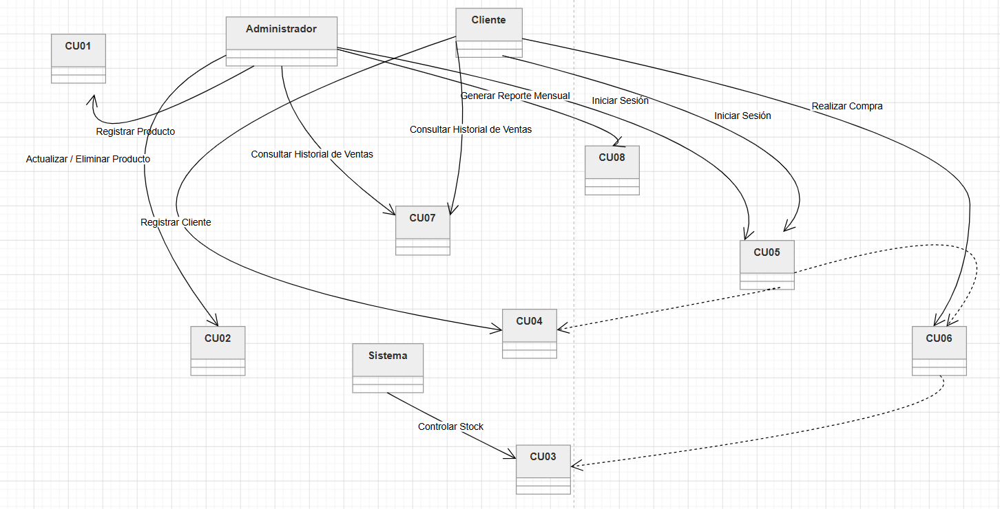 Cliente
Administrador
CU01
Generar Reporte Mensual
Iniciar Sesión
Realizar Compra
Iniciar Sesión
Registrar Producto
Consultar Historial de Ventas
Consultar Historial de Ventas
Actualizar / Eliminar Producto
CU08
CU07
Registrar Cliente
CU05
CU04
CU02
CU06
Sistema
Controlar Stock
CU03